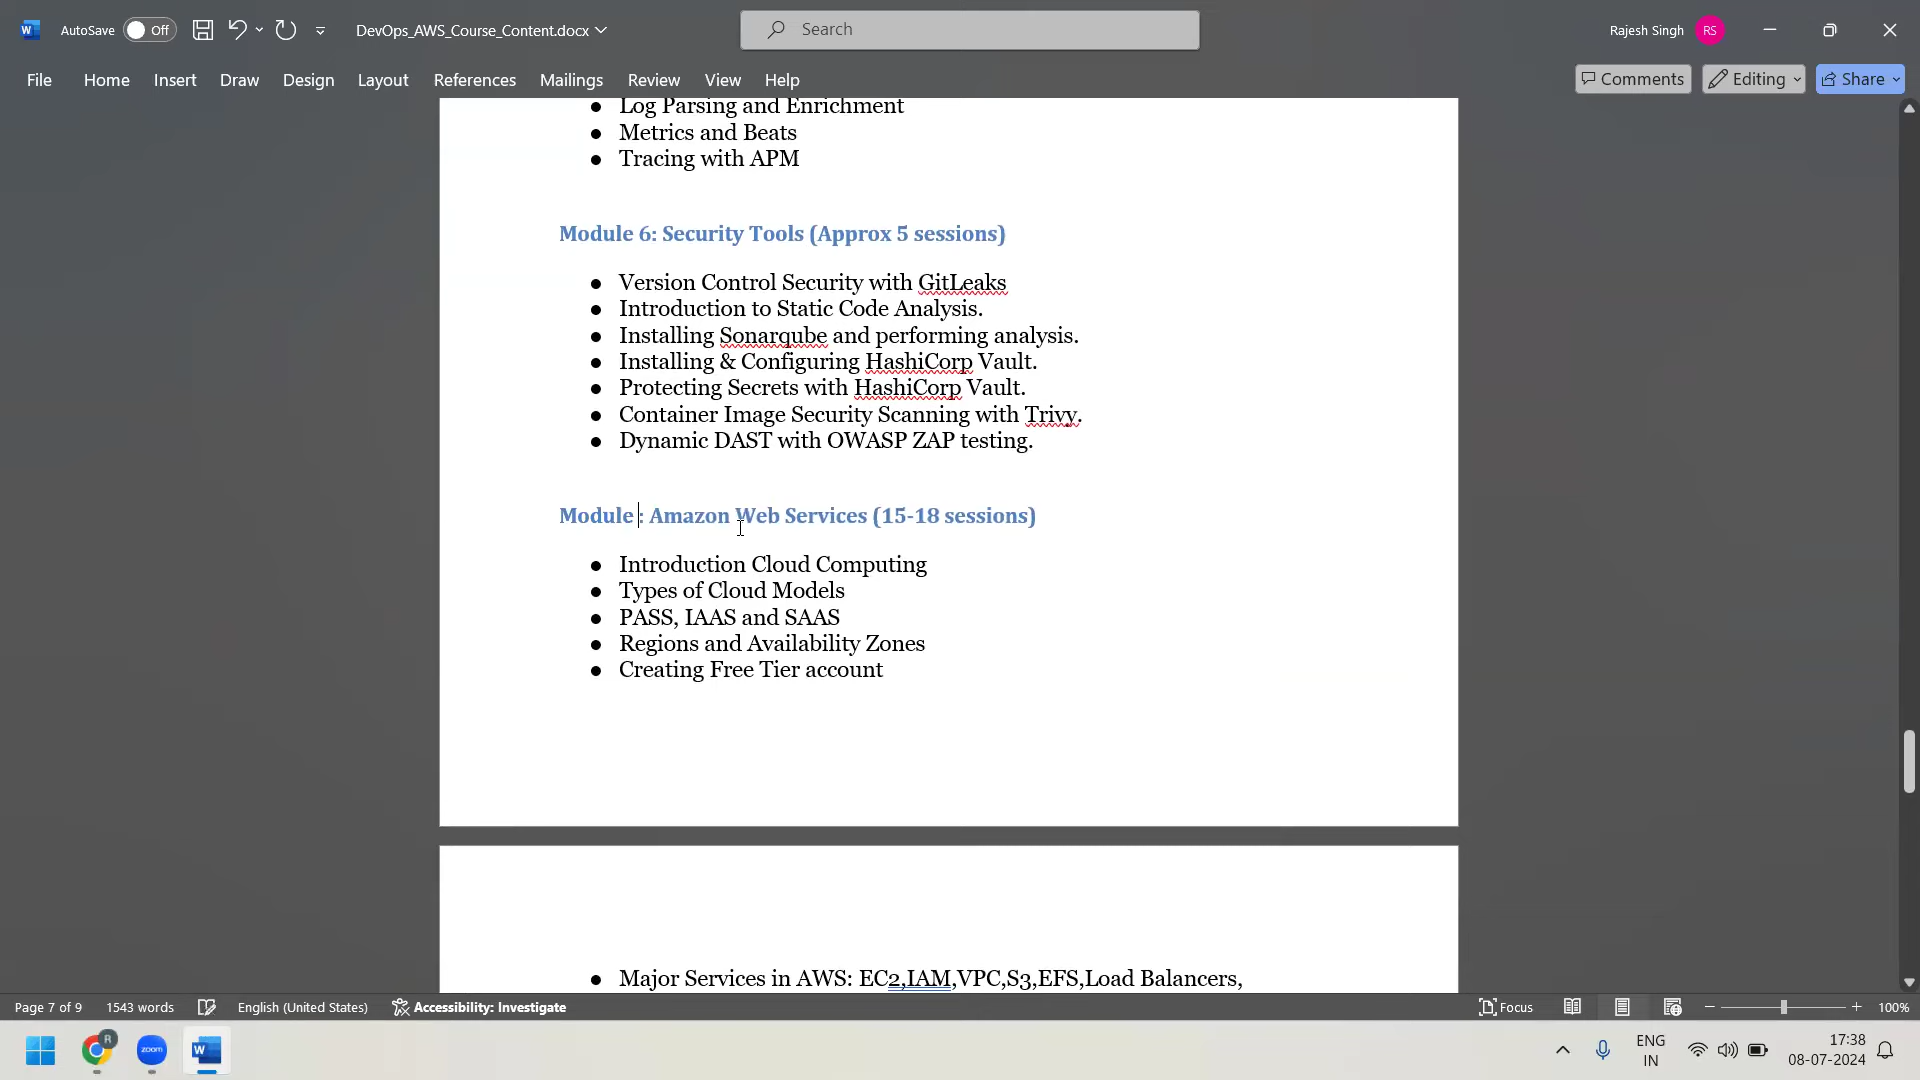 AutoSave Off DevOps_AWS_Course_Content.docx Search Rajesh Singh RS
File Home Insert Draw Design Layout References Mailings Review View Help Comments Editing Share
● Log Parsing and Enrichment
● Metrics and Beats
● Tracing with APM
Module 6: Security Tools (Approx 5 sessions)
● Version Control Security with GitLeaks
● Introduction to Static Code Analysis.
● Installing Sonarqube and performing analysis.
● Installing & Configuring HashiCorp Vault.
● Protecting Secrets with HashiCorp Vault.
● Container Image Security Scanning with Trivy.
● Dynamic DAST with OWASP ZAP testing.
Module : Amazon Web Services (15-18 sessions)
● Introduction Cloud Computing
● Types of Cloud Models
● PASS, IAAS and SAAS
● Regions and Availability Zones
● Creating Free Tier account
● Major Services in AWS: EC2,IAM,VPC,S3,EFS,Load Balancers,
Page 7 of 9 1543 words English (United States) Accessibility: Investigate Focus 100%
R zoom W ENG 17:38
IN 08-07-2024